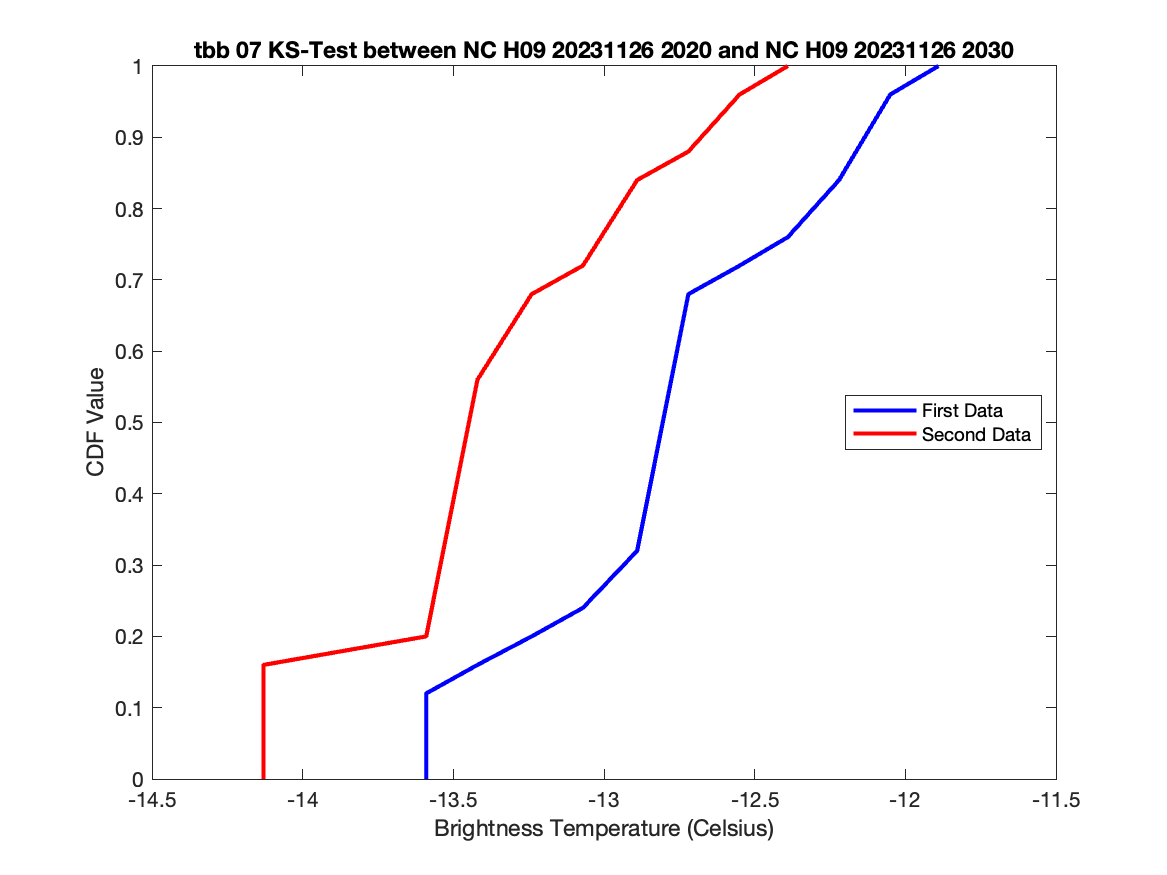 tbb 07 KS-Test between NC H09 20231126 2020 and NC H09 20231126 2030
1
0.9
0.8
0.7
0.6
0.5
0.4
0.3
0.2
0.1
0
CDF Value
First Data
Second Data
-14.5 -14 -13.5 -13 -12.5 -12 -11.5
Brightness Temperature (Celsius)